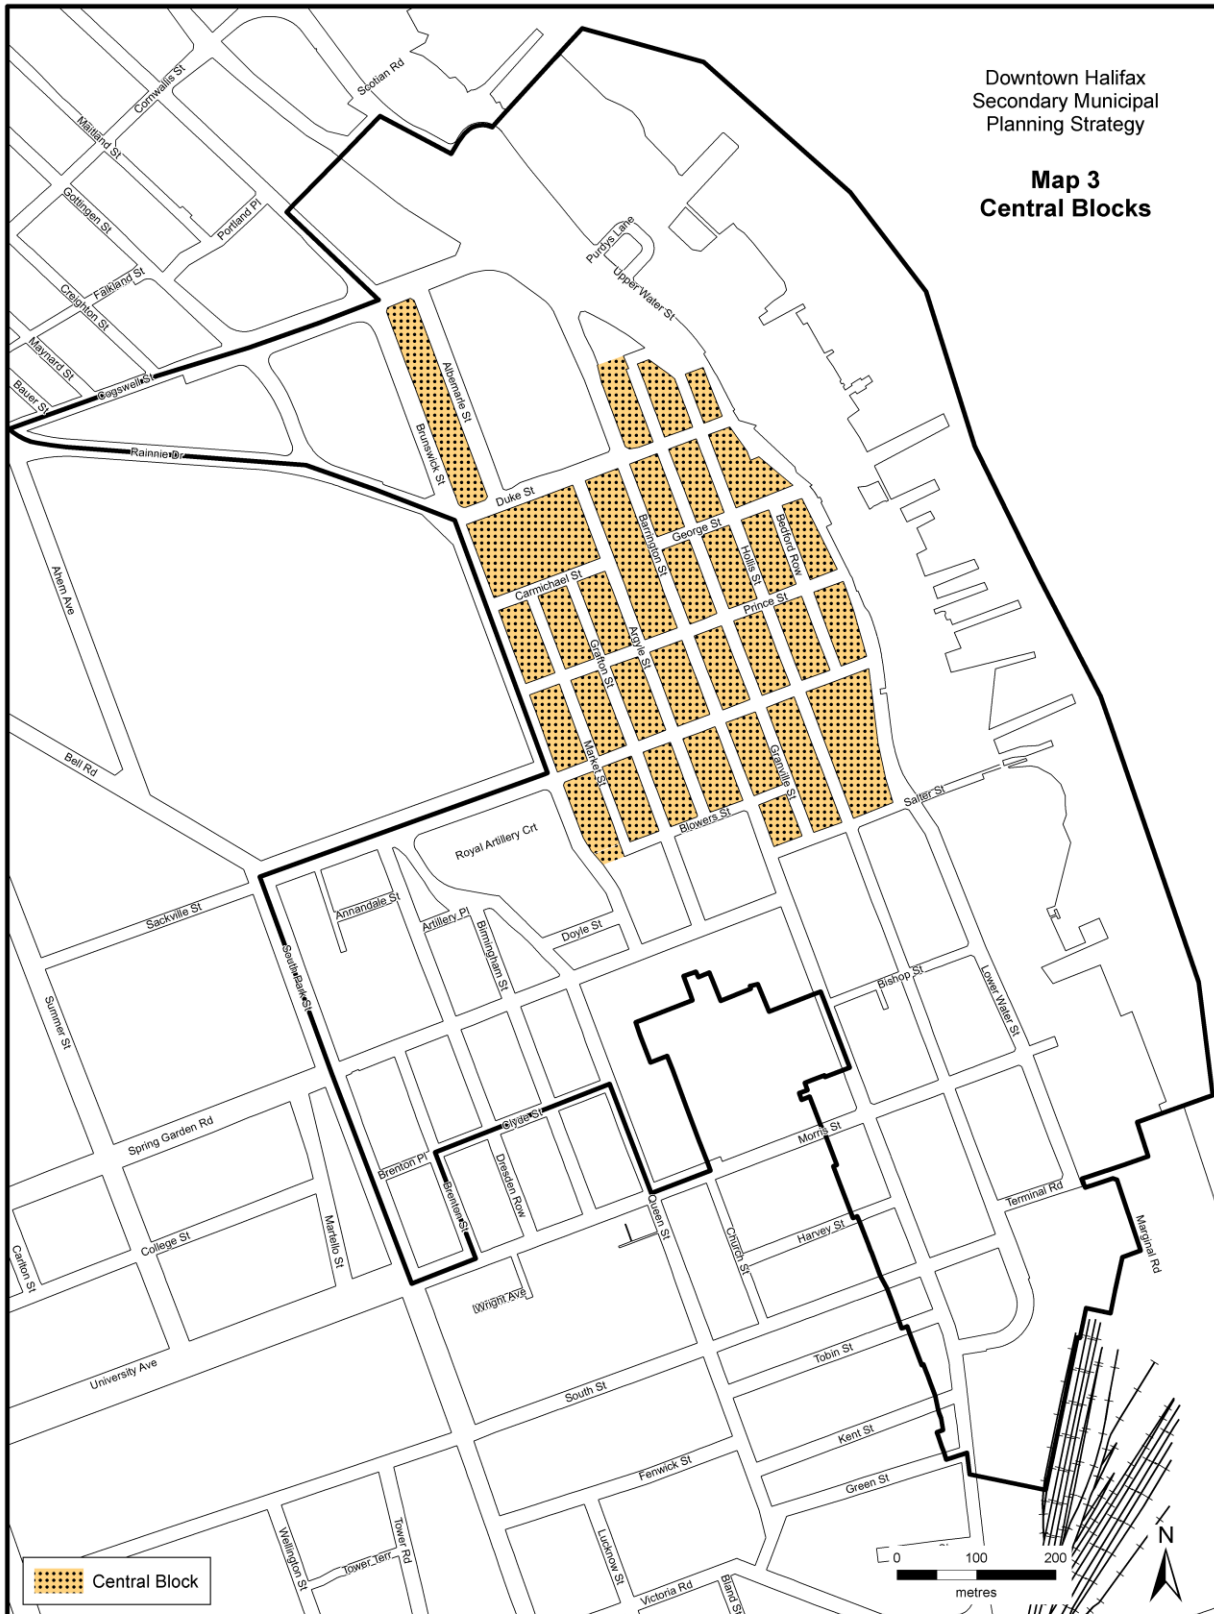 Downtown Halifax
Secondary Municipal
Planning Strategy
Map 3
Central Blocks
Scotian Rd
Cornwallis St
Maitland St
Gottingen St
Portland Pl
Falkland St
Creighton St
Maynard St
Bauer St
Cogswell St
Rainnie Dr
Purdys Lane
Upper Water St
Albemarle St
Brunswick St
Duke St
Barrington St
George St
Bedford Row
Hollis St
Carmichael St
Prince St
Argyle St
Grafton St
Ahern Ave
Bell Rd
Market St
Granville St
Salter St
Blowers St
Royal Artillery Crt
Annandale St
Artillery Pl
Birmingham St
Doyle St
Sackville St
South Park St
Summer St
Bishop St
Lower Water St
Spring Garden Rd
Clyde St
Morris St
Brenton Pl
Brenton St
Dresden Row
Queen St
Church St
Harvey St
Terminal Rd
Marginal Rd
College St
Martello St
Carlton St
Wright Ave
University Ave
Tobin St
South St
Kent St
Fenwick St
Green St
Wellington St
Tower Rd
Tower Terr
Lucknow St
Victoria Rd
Bland St
Central Block
0 100 200
metres
N